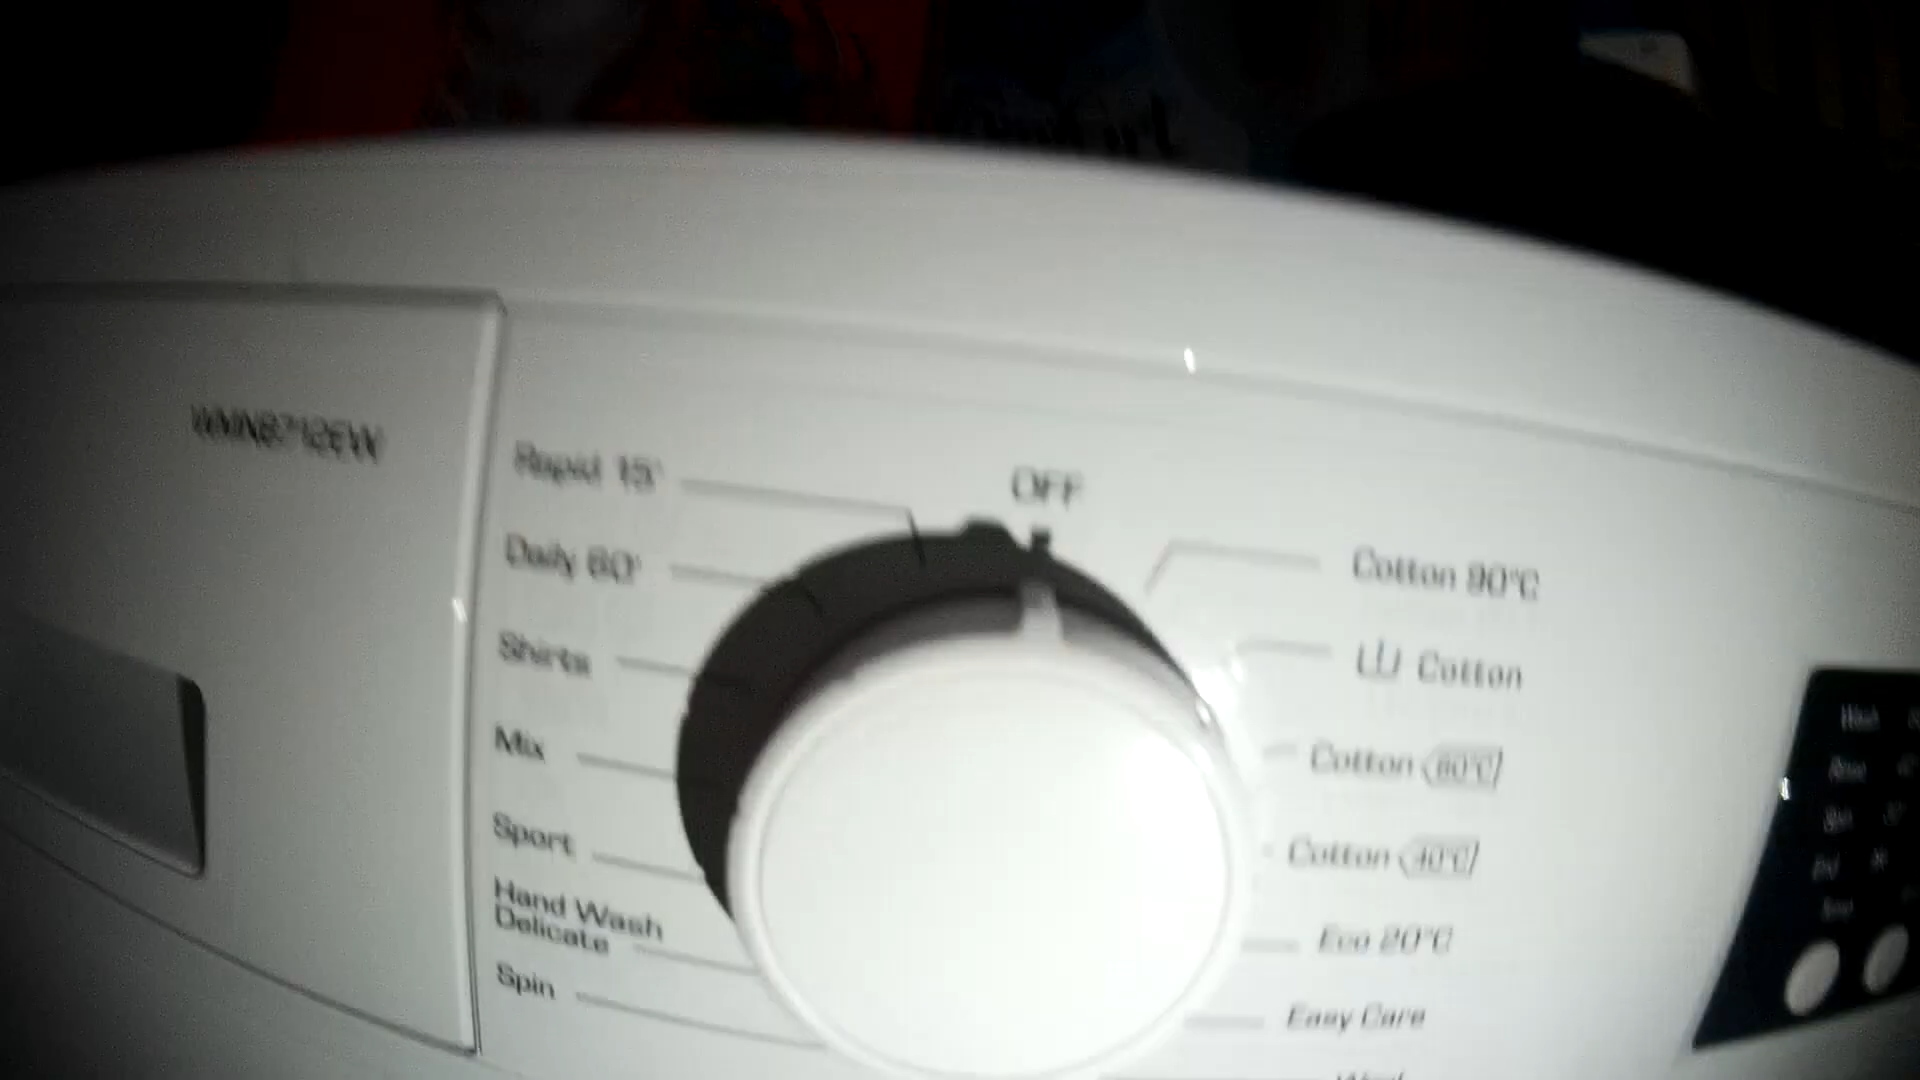 OFF
Rapid 15'
Daily 60'
Shirts
Mix
Sport
Hand Wash
Delicate
Spin
Cotton 90°C
Cotton
Cotton 60°C
Cotton 40°C
Eco 20°C
Easy Care
Wash